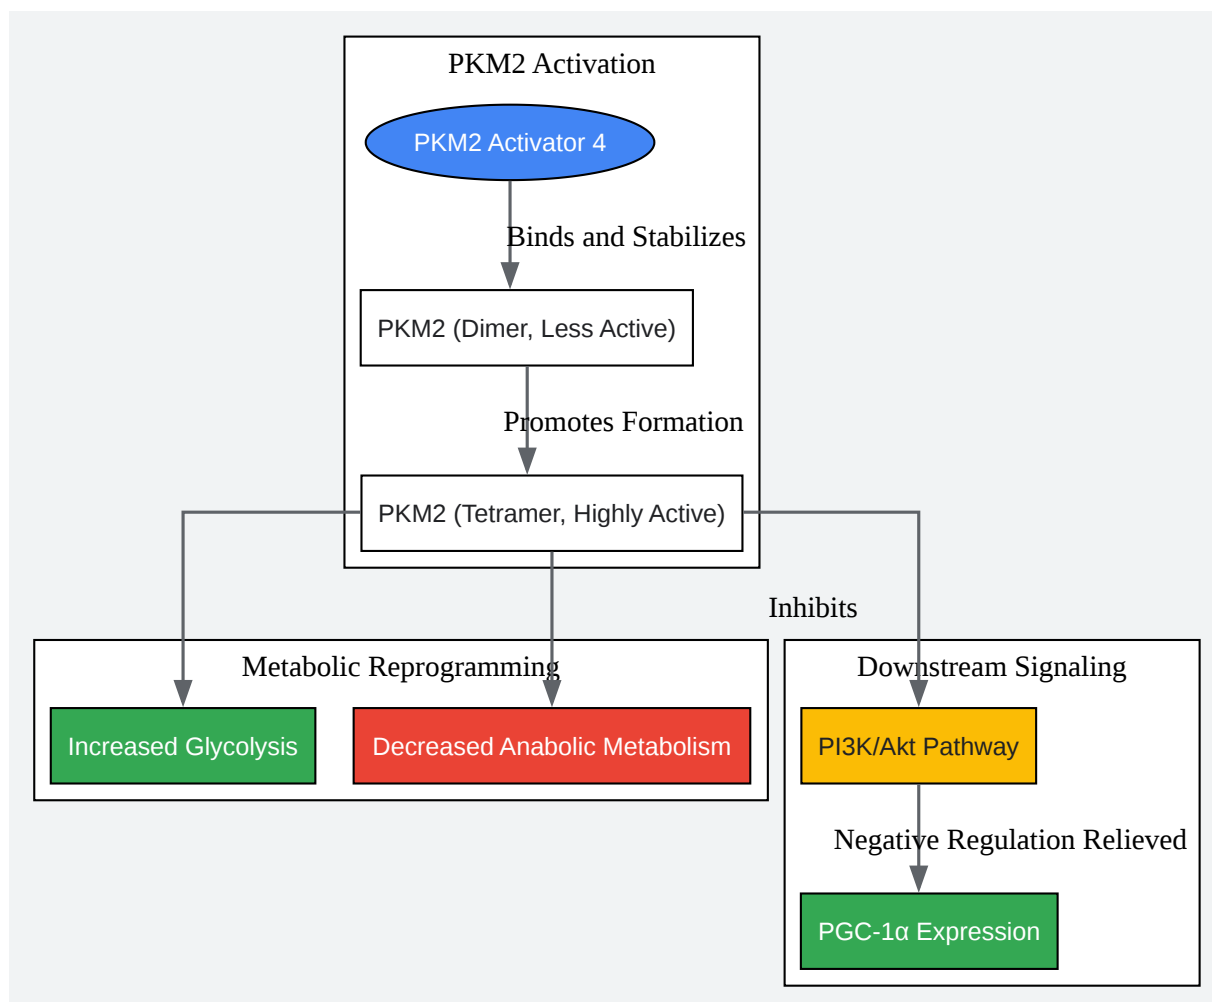 PKM2 Activation
PKM2 Activator 4
Binds and Stabilizes
PKM2 (Dimer, Less Active)
Promotes Formation
PKM2 (Tetramer, Highly Active)
Inhibits
Metabolic Reprogramming
Increased Glycolysis
Decreased Anabolic Metabolism
Downstream Signaling
PI3K/Akt Pathway
Negative Regulation Relieved
PGC-1α Expression